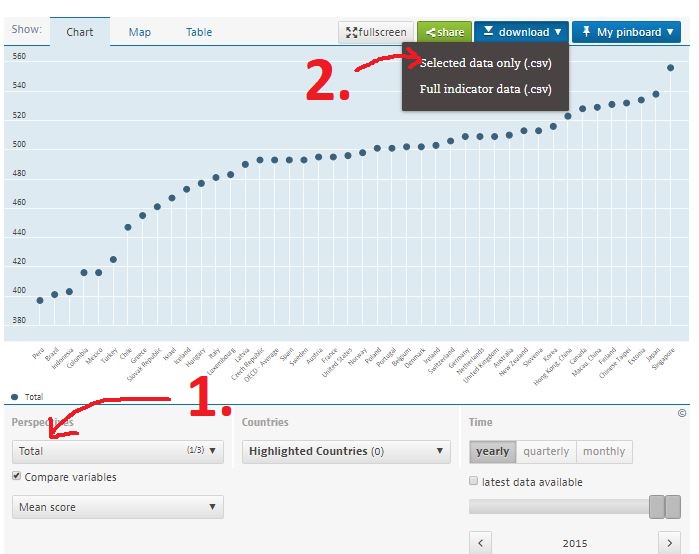 Show: Chart Map Table fullscreen share download ▼ My pinboard ▼
2. Selected data only (.csv)
Full indicator data (.csv)
560
540
520
500
480
460
440
420
400
380
Peru Brazil Indonesia Colombia Mexico Turkey Chile Greece Slovak Republic Israel Iceland Hungary Italy Luxembourg Latvia Czech Republic OECD - Average Spain Sweden Austria France United States Norway Poland Portugal Belgium Denmark Ireland Switzerland Germany Netherlands United Kingdom Australia New Zealand Slovenia Korea Hong Kong, China Canada Macau, China Finland Chinese Taipei Estonia Japan Singapore
Total
1.
©
Perspectives Countries Time
Total (1/3) ▼ Highlighted Countries (0) ▼ yearly quarterly monthly
Compare variables latest data available
Mean score ▼
< 2015 >